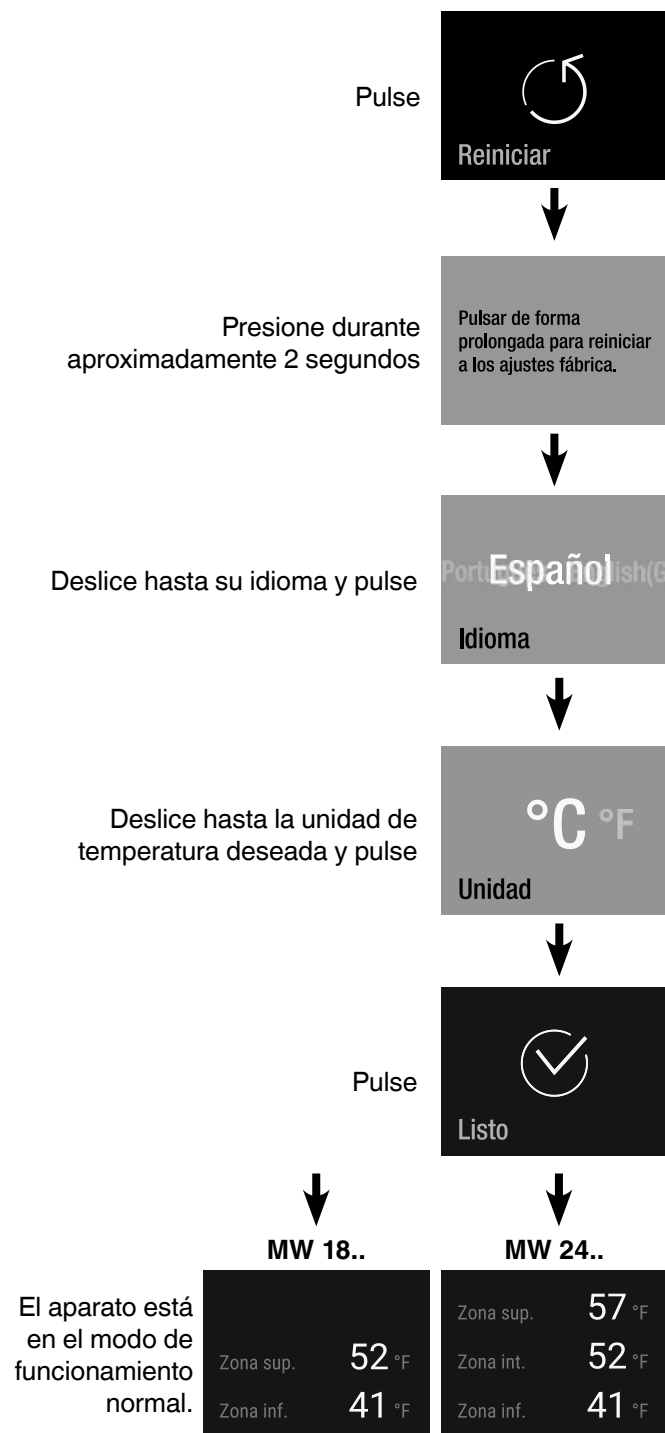 Pulse
Reiniciar
Presione durante
aproximadamente 2 segundos
Pulsar de forma
prolongada para reiniciar
a los ajustes fábrica.
Deslice hasta su idioma y pulse
Español
Idioma
Deslice hasta la unidad de
temperatura deseada y pulse
°C °F
Unidad
Pulse
Listo
MW 18..
MW 24..
El aparato está
en el modo de
funcionamiento
normal.
Zona sup. 52 °F
Zona inf. 41 °F
Zona sup. 57 °F
Zona int. 52 °F
Zona inf. 41 °F